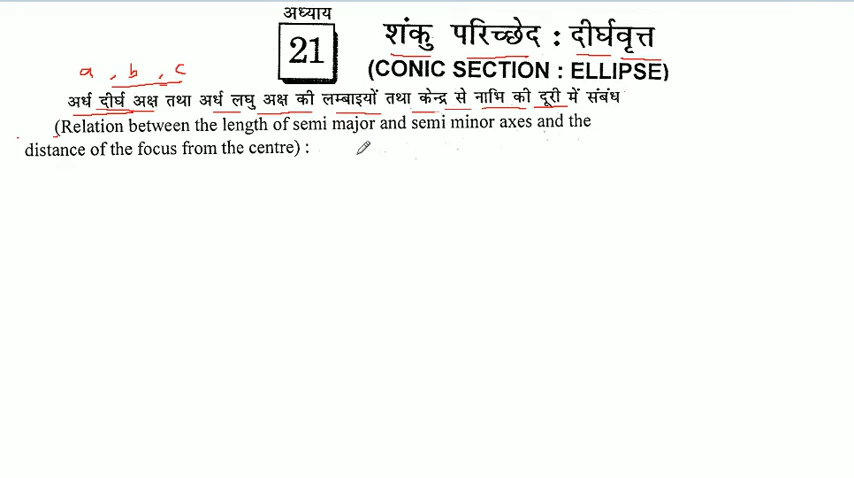 अध्याय
21
शंकु परिच्छेद : दीर्घवृत्त
(CONIC SECTION : ELLIPSE)
a , b , c
अर्ध दीर्घ अक्ष तथा अर्ध लघु अक्ष की लम्बाइयों तथा केन्द्र से नाभि की दूरी में संबंध
(Relation between the length of semi major and semi minor axes and the
distance of the focus from the centre) :